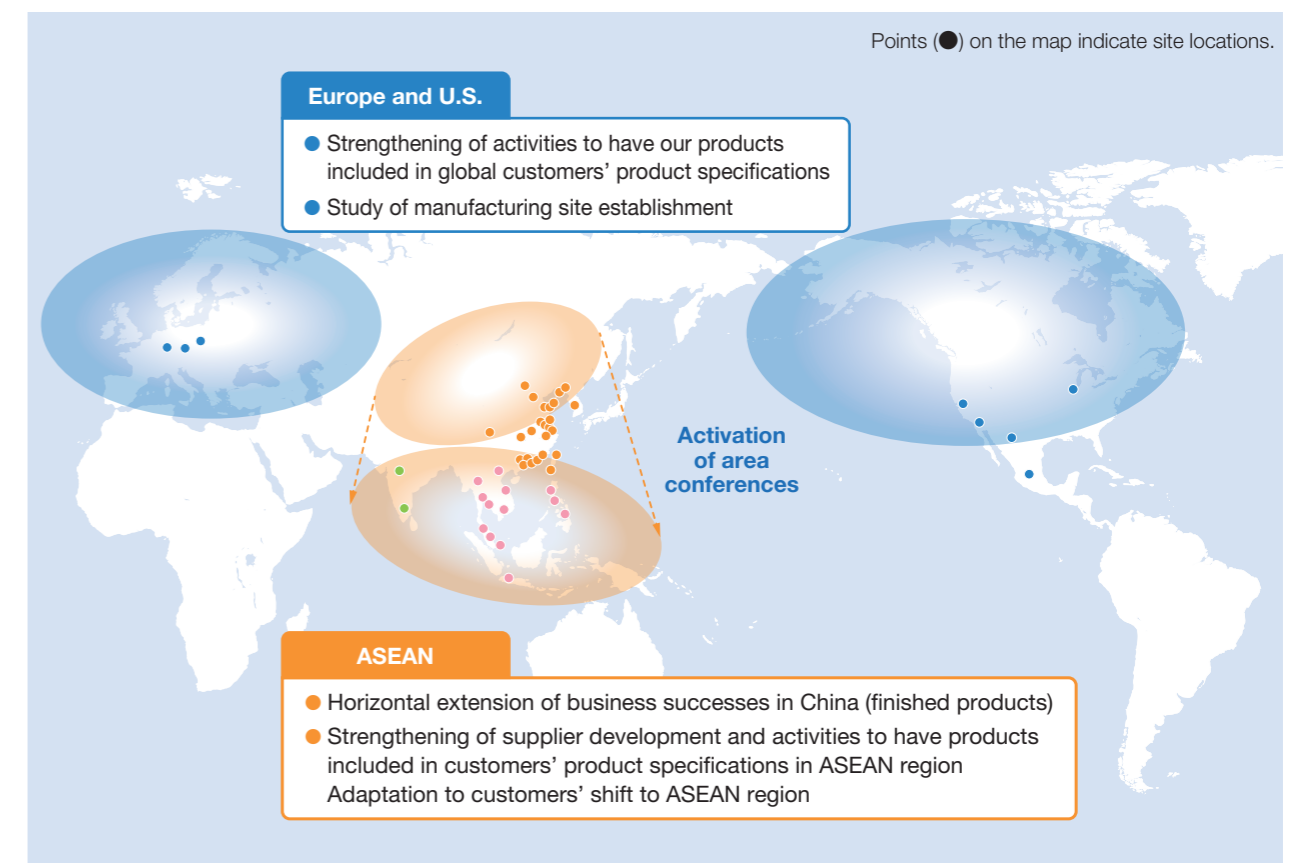 Points (●) on the map indicate site locations.
Europe and U.S.
● Strengthening of activities to have our products
included in global customers’ product specifications
● Study of manufacturing site establishment
Activation
of area
conferences
ASEAN
● Horizontal extension of business successes in China (finished products)
● Strengthening of supplier development and activities to have products
included in customers’ product specifications in ASEAN region
Adaptation to customers’ shift to ASEAN region